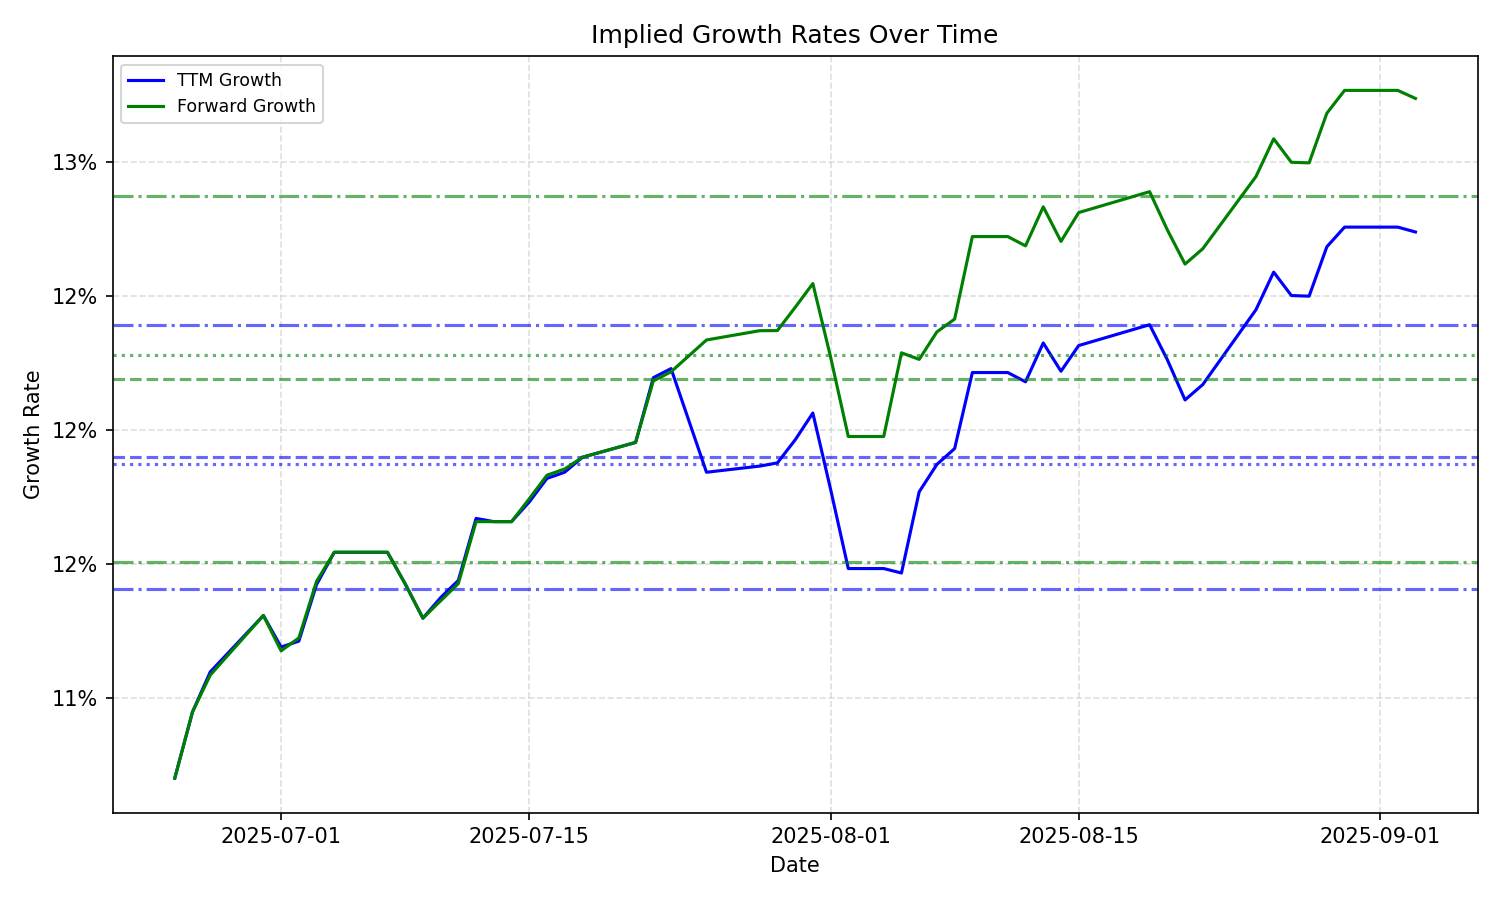 Implied Growth Rates Over Time
TTM Growth
Forward Growth
13%
12%
12%
12%
11%
Growth Rate
2025-07-01
2025-07-15
2025-08-01
2025-08-15
2025-09-01
Date